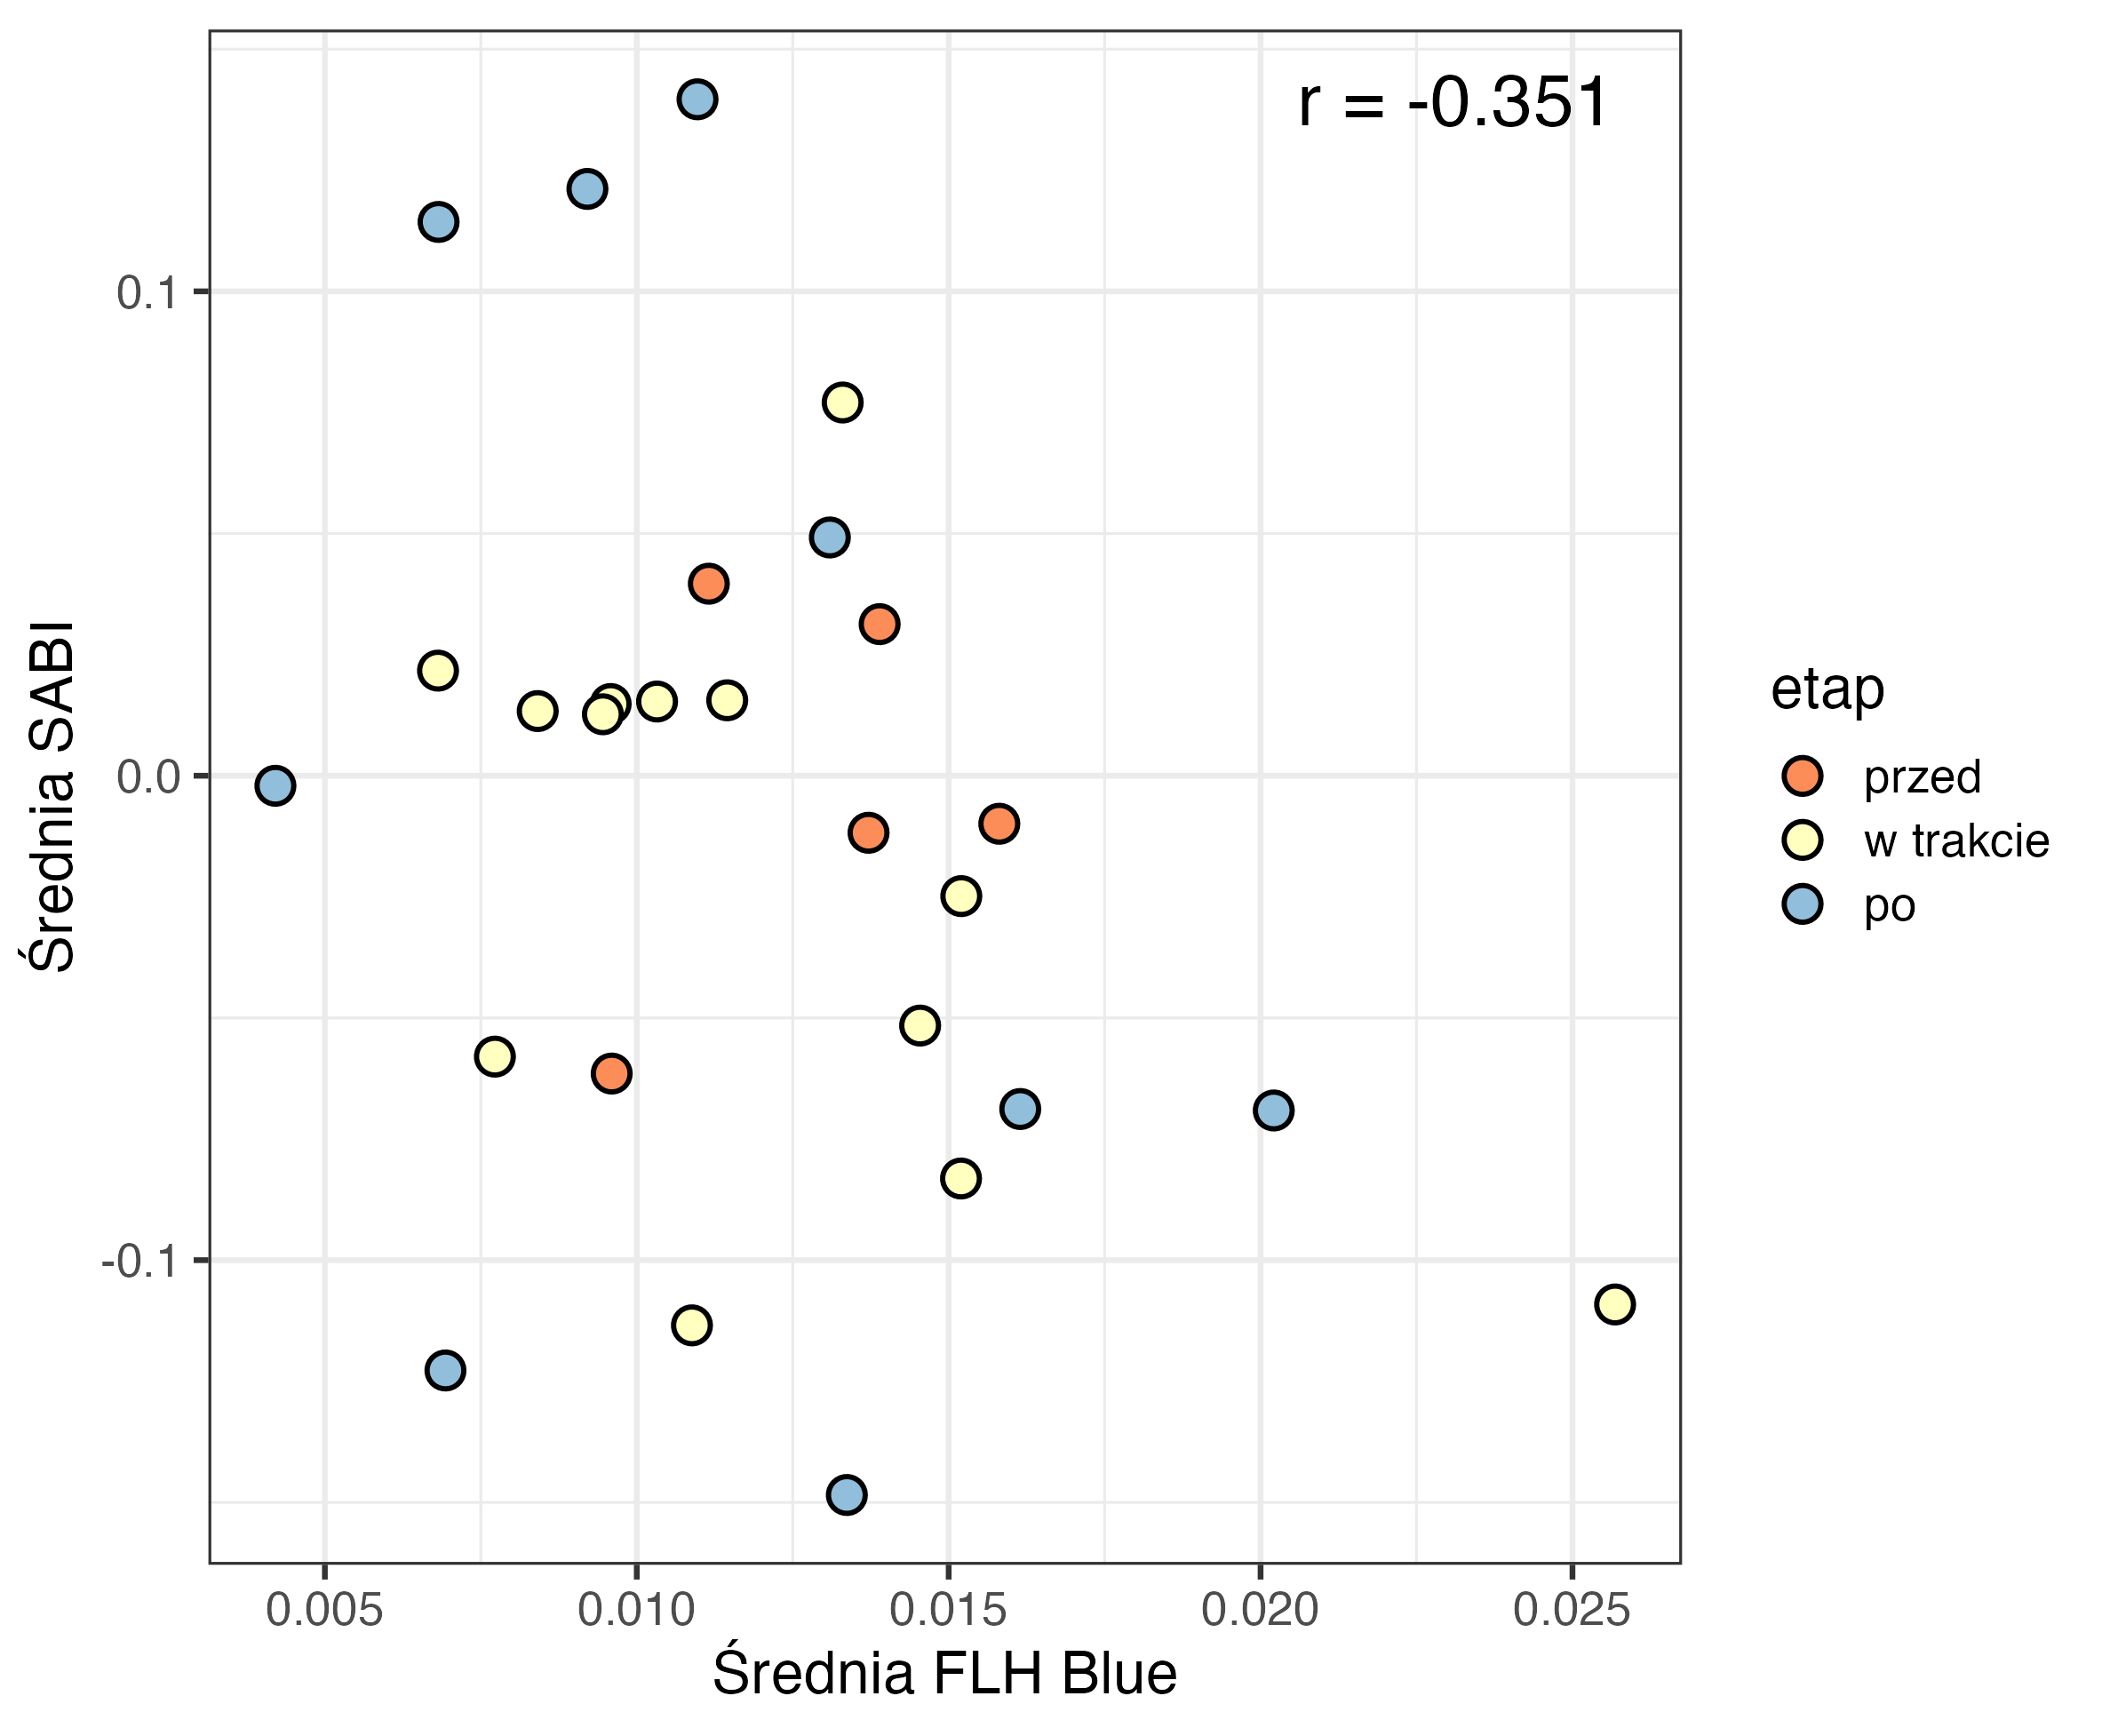 r = -0.351
0.1
0.0
-0.1
Średnia SABI
0.005
0.010
0.015
0.020
0.025
Średnia FLH Blue
etap
przed
w trakcie
po